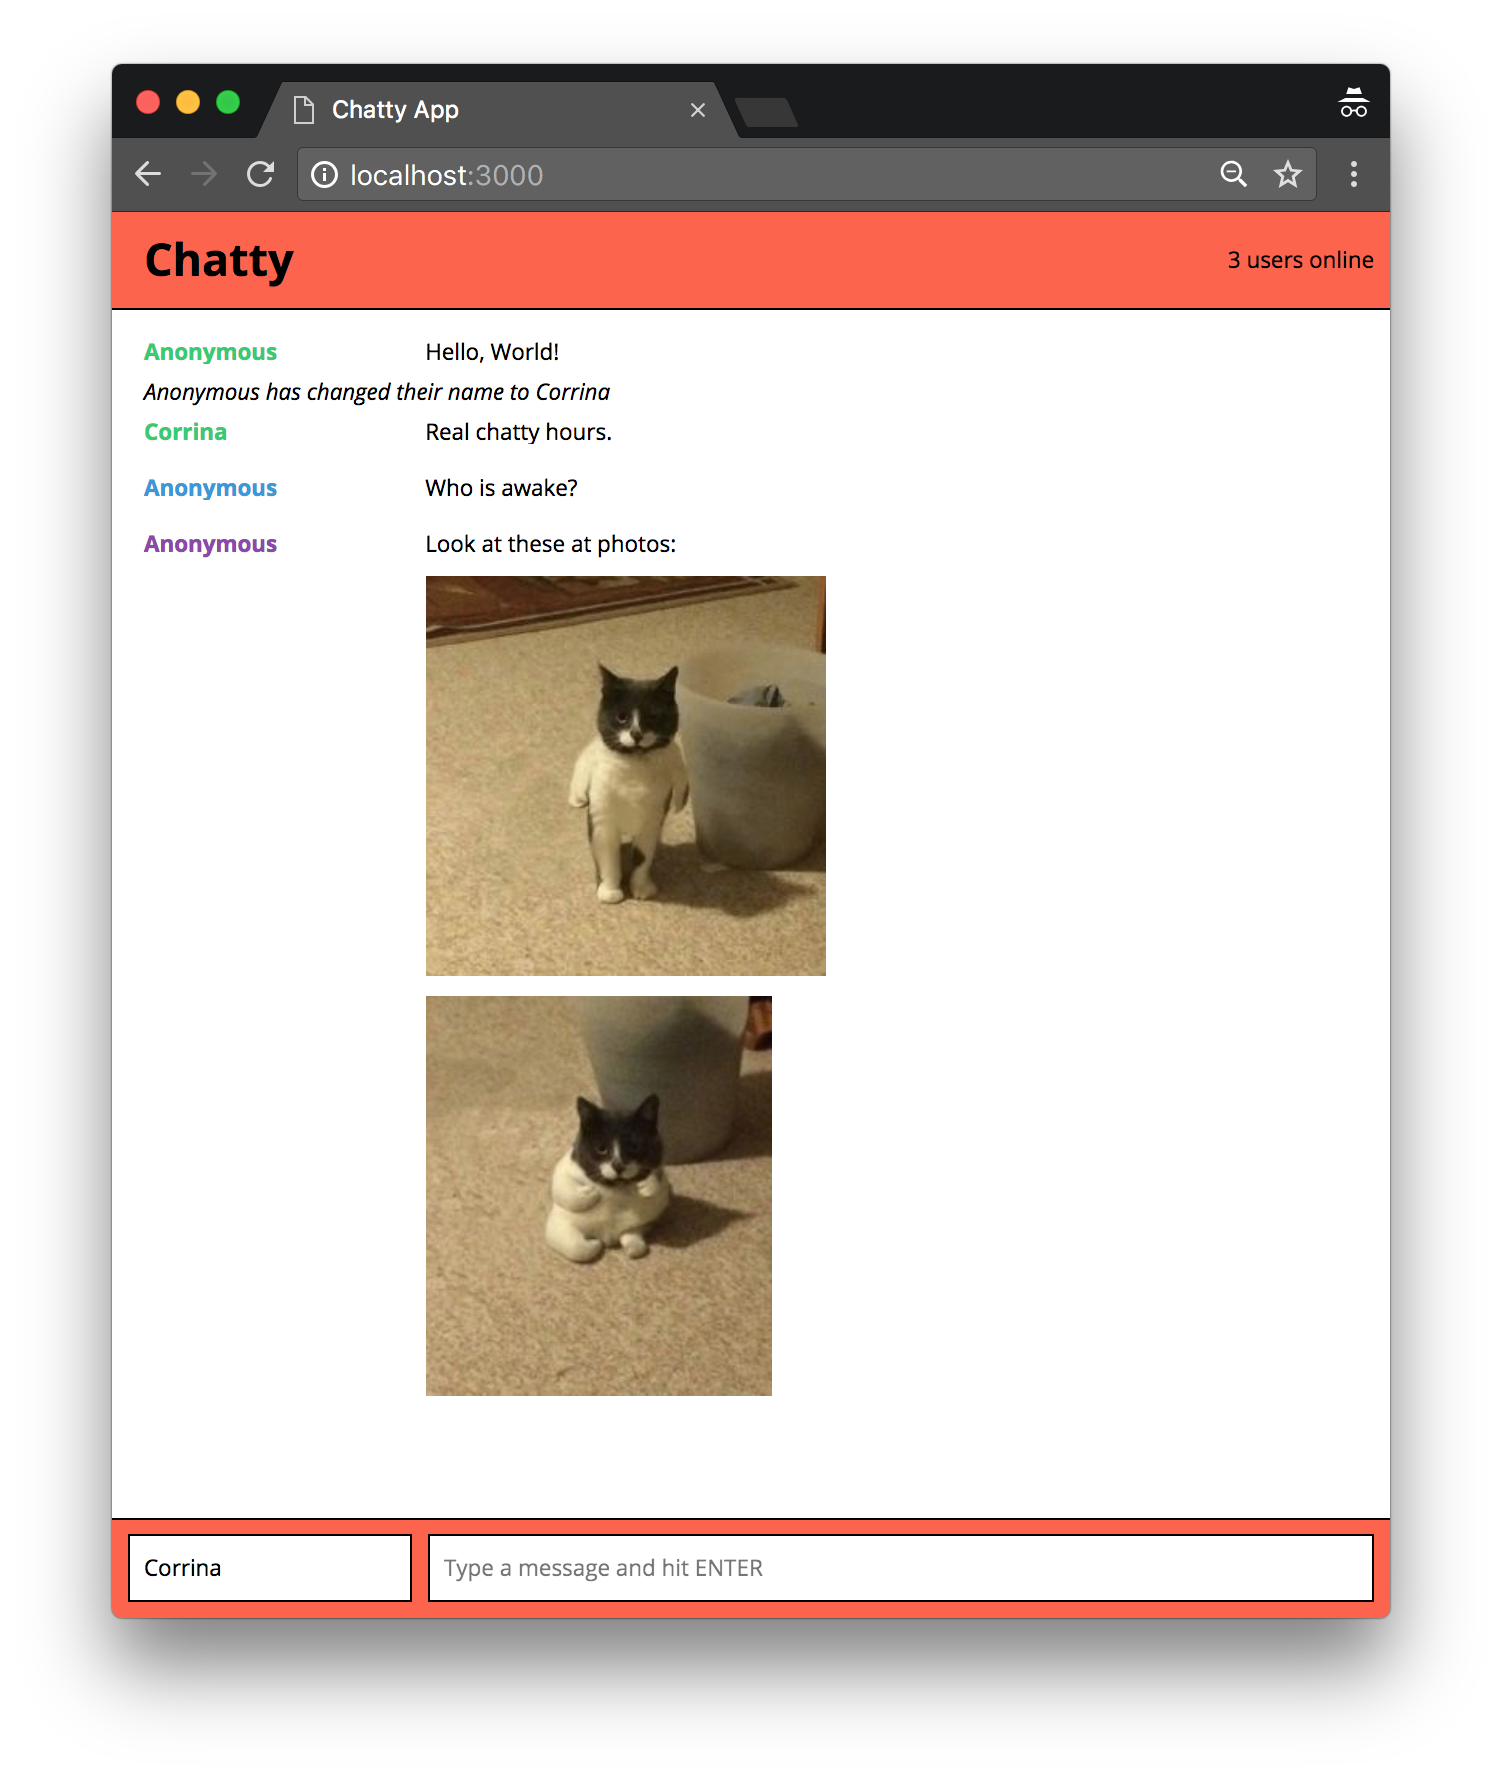 Chatty App
localhost:3000
Chatty
3 users online
Anonymous Hello, World!
Anonymous has changed their name to Corrina
Corrina Real chatty hours.
Anonymous Who is awake?
Anonymous Look at these at photos:
Corrina Type a message and hit ENTER